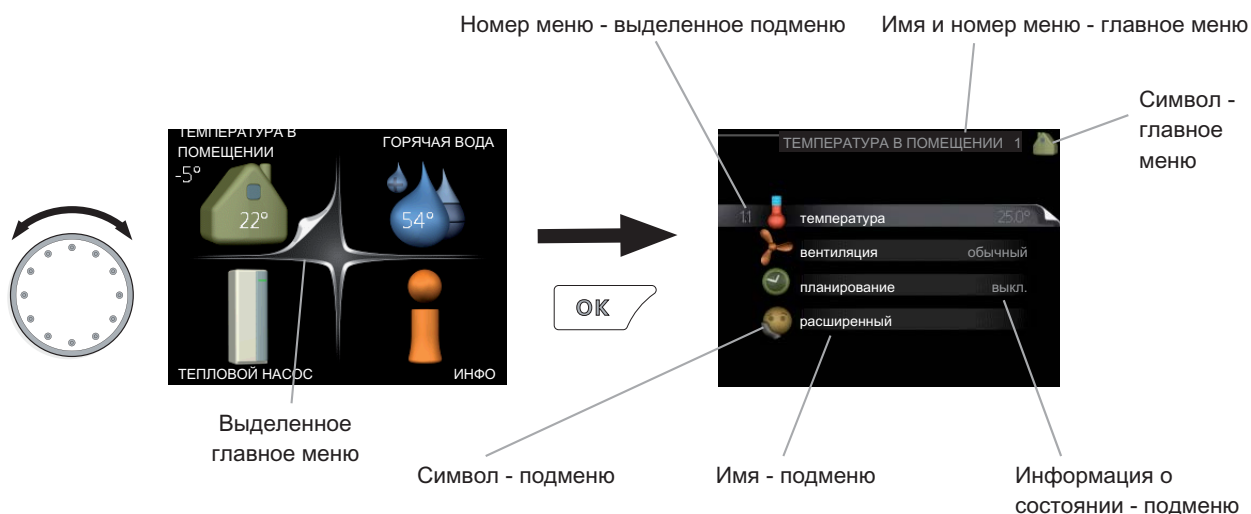 Номер меню - выделенное подменю
Имя и номер меню - главное меню
Символ -
главное
меню
ТЕМПЕРАТУРА В
ПОМЕЩЕНИИ
ГОРЯЧАЯ ВОДА
-5°
22°
54°
ТЕПЛОВОЙ НАСОС
ИНФО
OK
ТЕМПЕРАТУРА В ПОМЕЩЕНИИ 1
1.1 температура 25.0°
вентиляция обычный
планирование выкл.
расширенный
Выделенное
главное меню
Символ - подменю
Имя - подменю
Информация о
состоянии - подменю